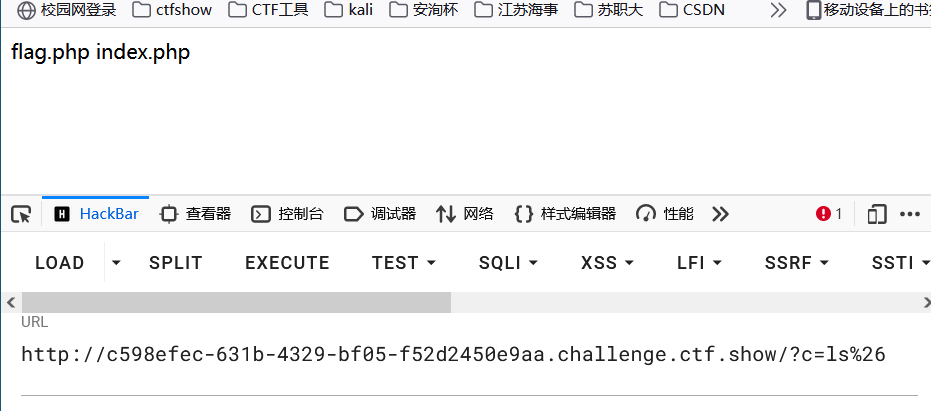 校园网登录 ctfshow CTF工具 kali 安洵杯 江苏海事 苏职大 CSDN 移动设备上的书签
flag.php index.php
HackBar 查看器 控制台 调试器 网络 样式编辑器 性能 1
LOAD SPLIT EXECUTE TEST SQLI XSS LFI SSRF SSTI
URL
http://c598efec-631b-4329-bf05-f52d2450e9aa.challenge.ctf.show/?c=ls%26